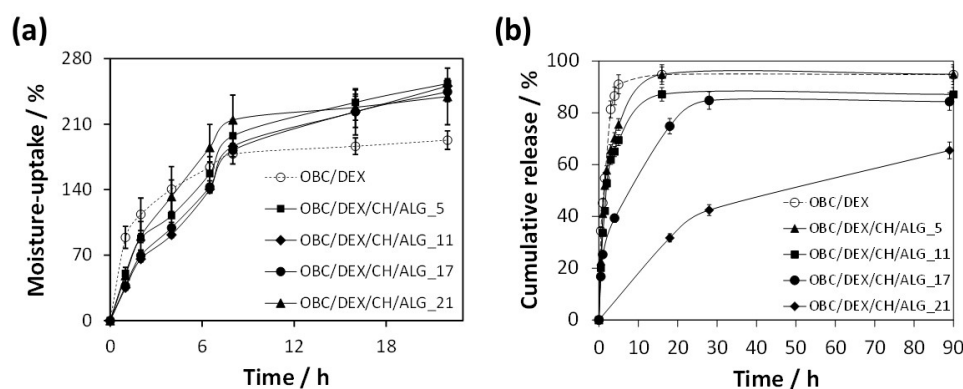 (a)
280
210
140
70
0
Moisture-uptake / %
OBC/DEX
OBC/DEX/CH/ALG_5
OBC/DEX/CH/ALG_11
OBC/DEX/CH/ALG_17
OBC/DEX/CH/ALG_21
0 6 12 18
Time / h
(b)
100
80
60
40
20
0
Cumulative release / %
OBC/DEX
OBC/DEX/CH/ALG_5
OBC/DEX/CH/ALG_11
OBC/DEX/CH/ALG_17
OBC/DEX/CH/ALG_21
0 10 20 30 40 50 60 70 80 90
Time / h